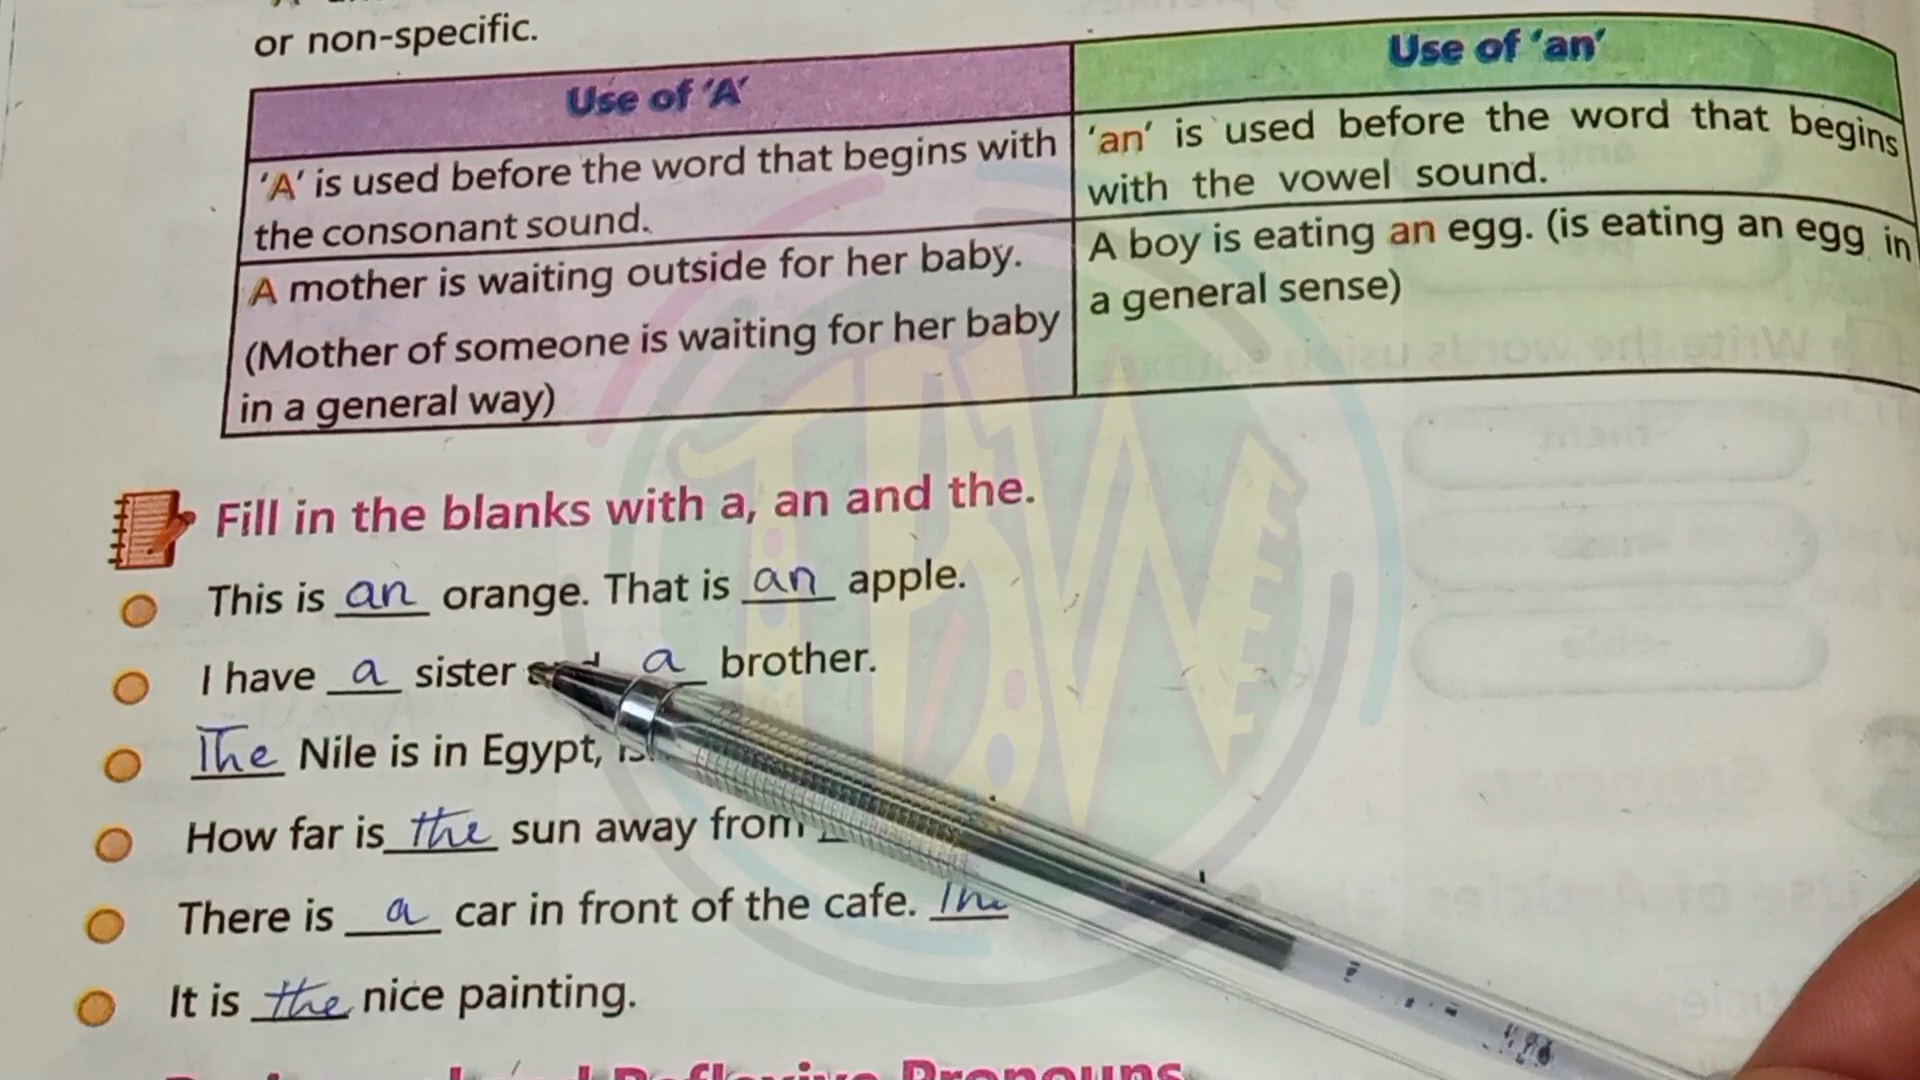 or non-specific.
Use of 'A'
Use of 'an'
'A' is used before the word that begins with
the consonant sound.
'an' is used before the word that begins
with the vowel sound.
A mother is waiting outside for her baby.
(Mother of someone is waiting for her baby
in a general way)
A boy is eating an egg. (is eating an egg in
a general sense)
Fill in the blanks with a, an and the.
This is an orange. That is an apple.
I have a sister a brother.
The Nile is in Egypt,
How far is the sun away from
There is a car in front of the cafe.
It is the nice painting.
Reflexive Pronouns
TBW